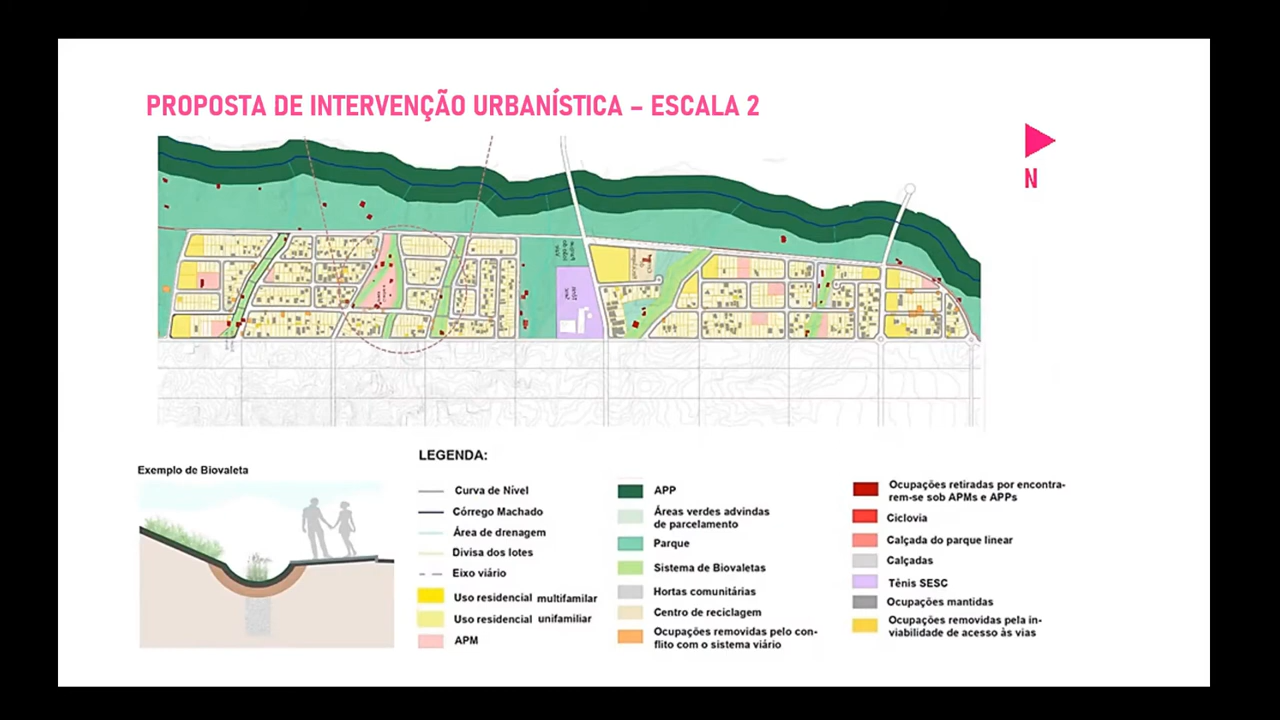 PROPOSTA DE INTERVENÇÃO URBANÍSTICA – ESCALA 2
N
LEGENDA:
Exemplo de Biovaleta
Curva de Nível
Córrego Machado
Área de drenagem
Divisa dos lotes
Eixo viário
Uso residencial multifamilar
Uso residencial unifamiliar
APM
APP
Áreas verdes advindas
de parcelamento
Parque
Sistema de Biovaletas
Hortas comunitárias
Centro de reciclagem
Ocupações removidas pelo con-
flito com o sistema viário
Ocupações retiradas por encontra-
rem-se sob APMs e APPs
Ciclovia
Calçada do parque linear
Calçadas
Tênis SESC
Ocupações mantidas
Ocupações removidas pela in-
viabilidade de acesso às vias